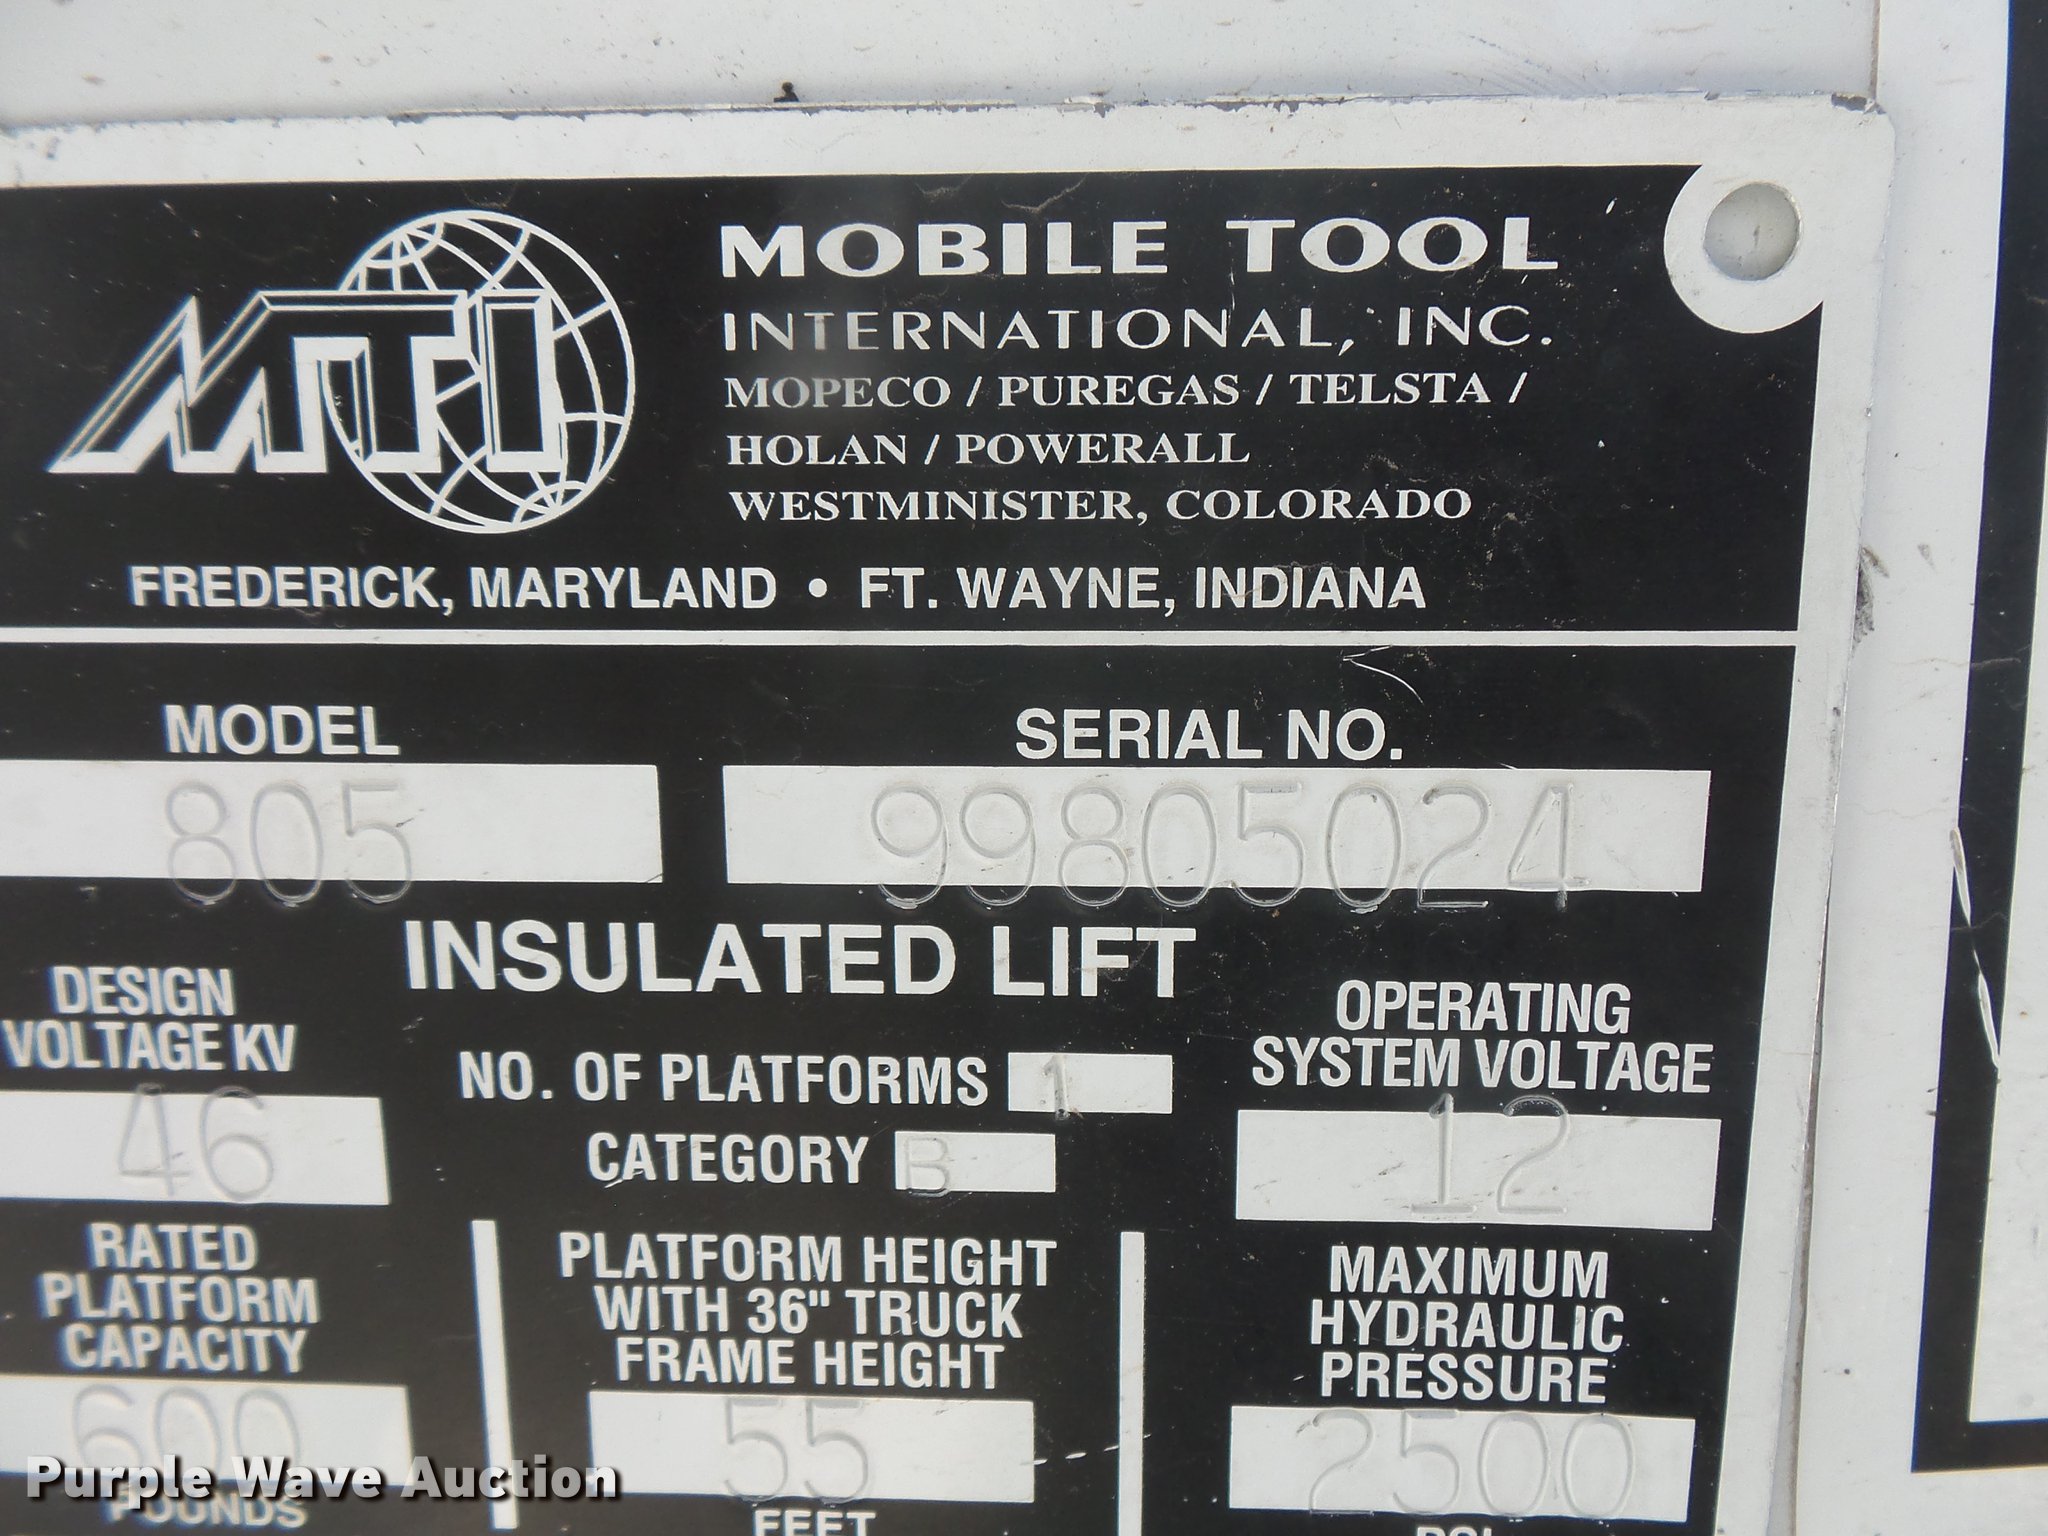 MTI
MOBILE TOOL
INTERNATIONAL, INC.
MOPECO / PUREGAS / TELSTA /
HOLAN / POWERALL
WESTMINISTER, COLORADO
FREDERICK, MARYLAND • FT. WAYNE, INDIANA
MODEL
805
SERIAL NO.
99805024
INSULATED LIFT
DESIGN
VOLTAGE KV
46
NO. OF PLATFORMS 1
CATEGORY B
OPERATING
SYSTEM VOLTAGE
12
RATED
PLATFORM
CAPACITY
600
POUNDS
PLATFORM HEIGHT
WITH 36" TRUCK
FRAME HEIGHT
55
FEET
MAXIMUM
HYDRAULIC
PRESSURE
2500
PSI
Purple Wave Auction